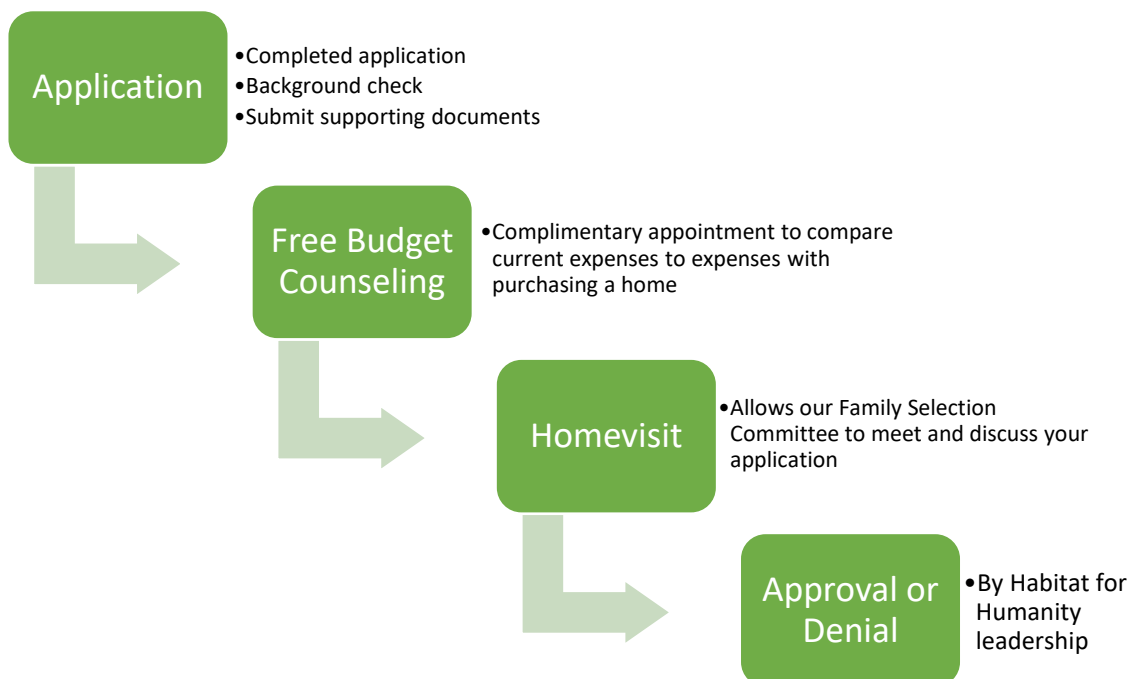 Application
•Completed application
•Background check
•Submit supporting documents
Free Budget
Counseling
•Complimentary appointment to compare
current expenses to expenses with
purchasing a home
Homevisit
•Allows our Family Selection
Committee to meet and discuss your
application
Approval or
Denial
•By Habitat for
Humanity
leadership